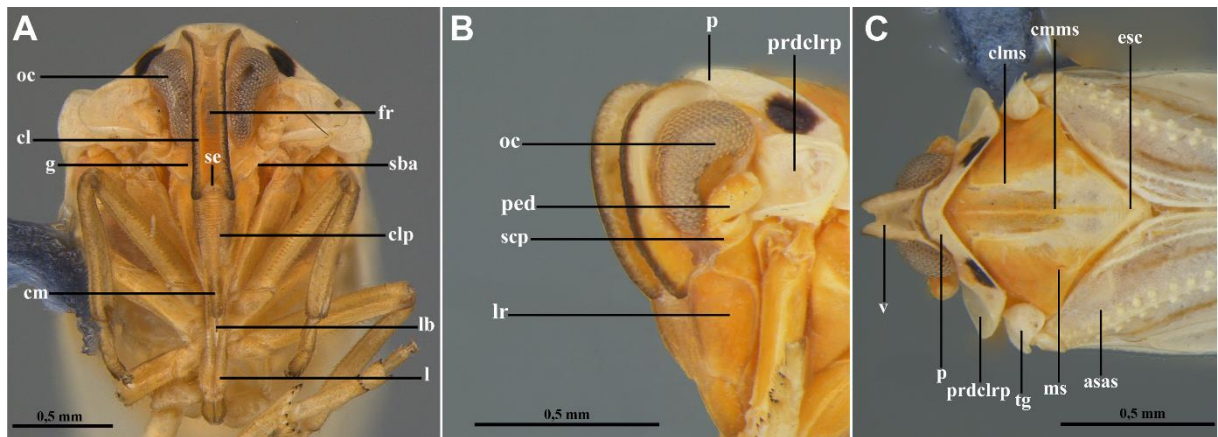 A
oc
fr
cl
se
g
sba
clp
cm
lb
l
0,5 mm
B
p
prdclrp
oc
ped
scp
lr
0,5 mm
C
cmms
clms
esc
v
p
prdclrp
tg
ms
asas
0,5 mm